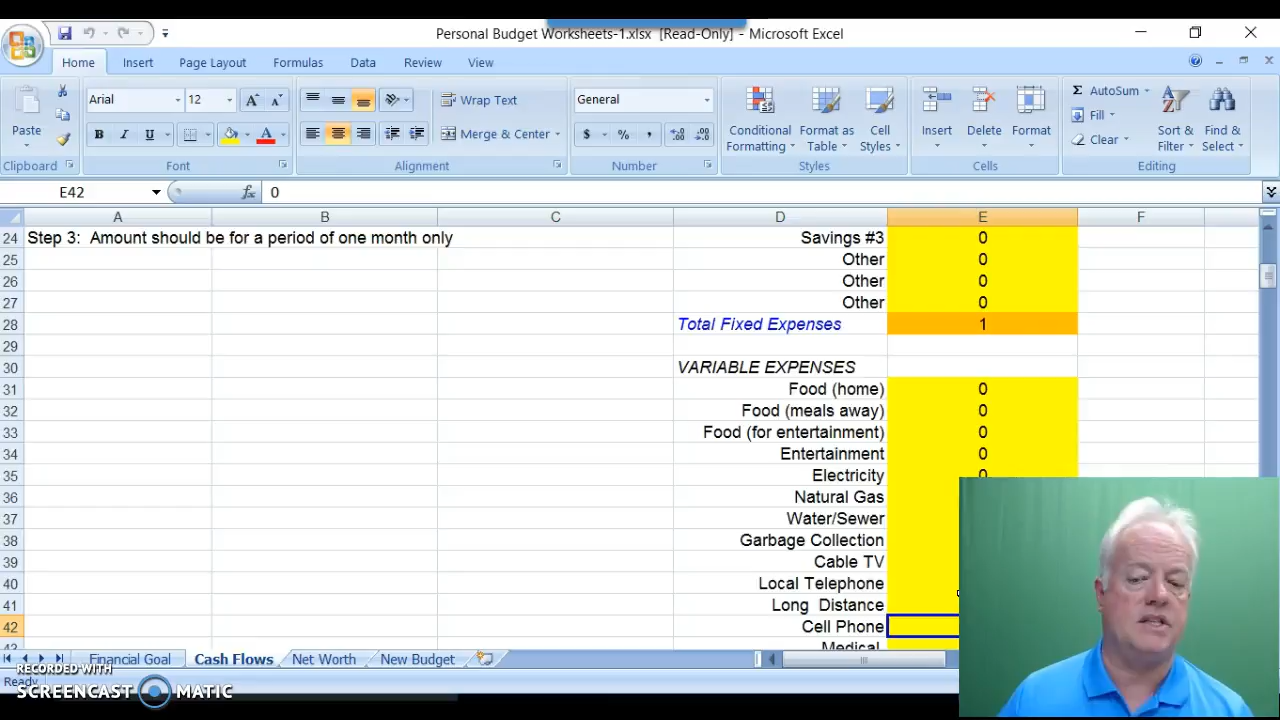 Personal Budget Worksheets-1.xlsx [Read-Only] - Microsoft Excel
Home Insert Page Layout Formulas Data Review View
Paste
Arial 12
B I U
A A
Wrap Text
Merge & Center
General
$ % ,
Conditional Formatting
Format as Table
Cell Styles
Insert Delete Format
Σ AutoSum
Fill
Clear
Sort & Filter
Find & Select
Clipboard Font Alignment Number Styles Cells Editing
E42 fx 0
A B C D E F
24 Step 3: Amount should be for a period of one month only Savings #3 0
25 Other 0
26 Other 0
27 Other 0
28 Total Fixed Expenses 1
29
30 VARIABLE EXPENSES
31 Food (home) 0
32 Food (meals away) 0
33 Food (for entertainment) 0
34 Entertainment 0
35 Electricity 0
36 Natural Gas
37 Water/Sewer
38 Garbage Collection
39 Cable TV
40 Local Telephone
41 Long Distance
42 Cell Phone
43 Medical
Financial Goal Cash Flows Net Worth New Budget
RECORDED WITH
Ready
SCREENCAST MATIC